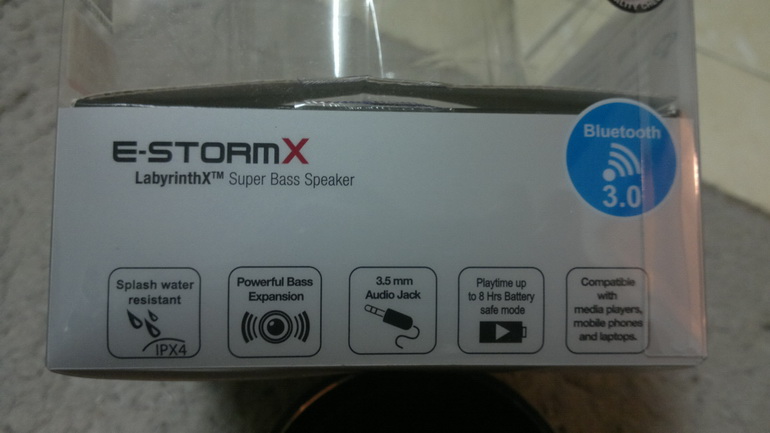 E-STORMX
LabyrinthX™ Super Bass Speaker
Bluetooth
3.0
Splash water
resistant
IPX4
Powerful Bass
Expansion
3.5 mm
Audio Jack
Playtime up
to 8 Hrs Battery
safe mode
Compatible
with
media players,
mobile phones
and laptops.